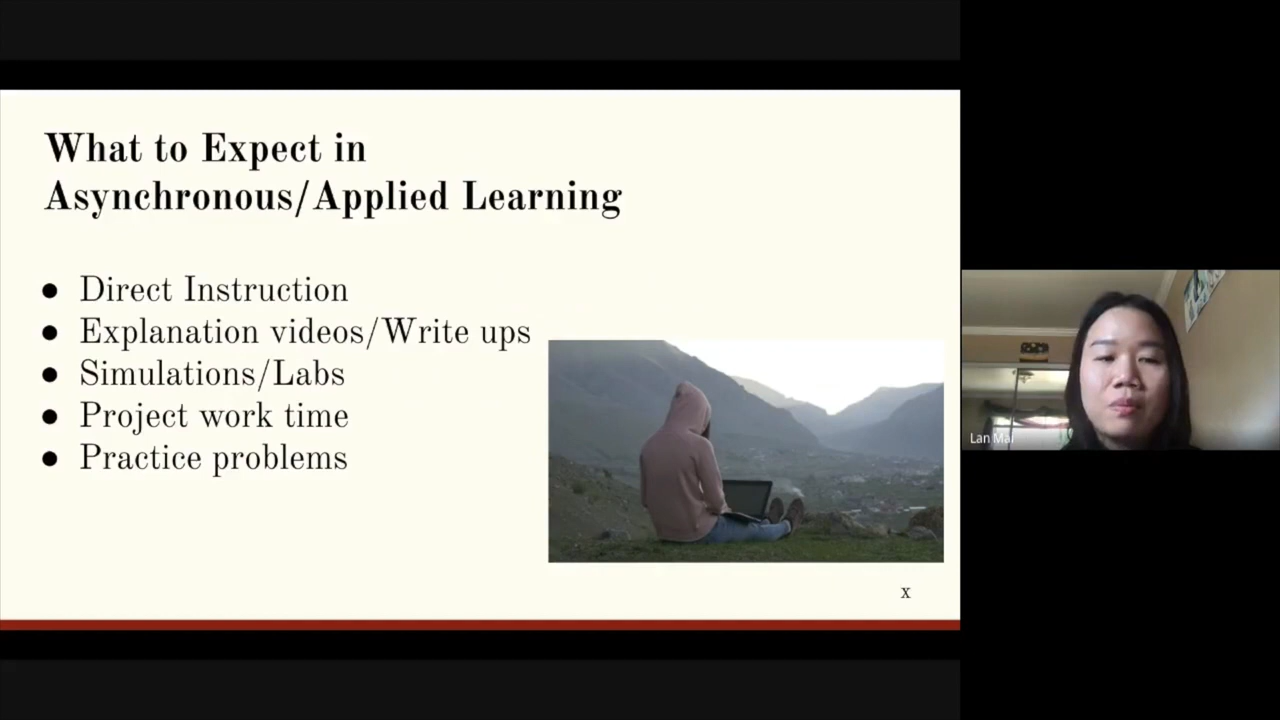 What to Expect in
Asynchronous/Applied Learning
● Direct Instruction
● Explanation videos/Write ups
● Simulations/Labs
● Project work time
● Practice problems
x
Lan Mai